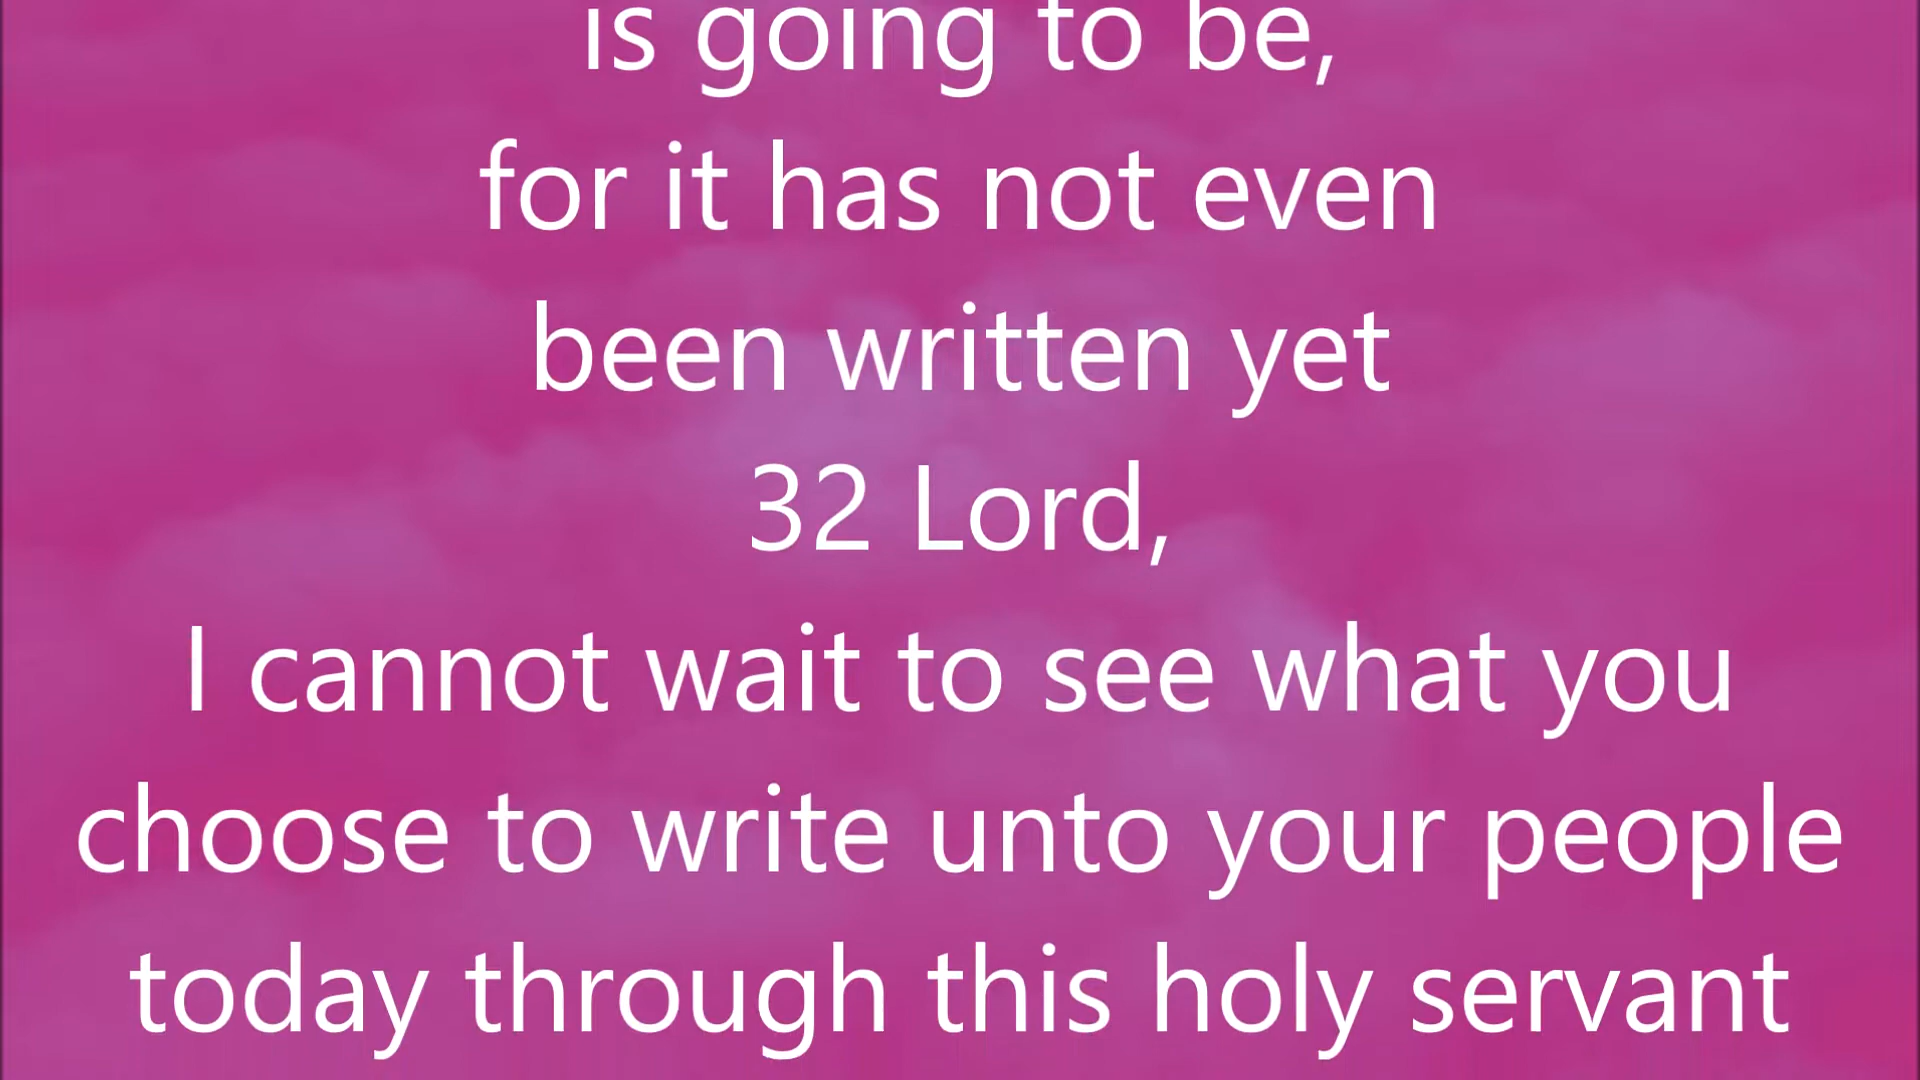 is going to be,
for it has not even
been written yet
32 Lord,
I cannot wait to see what you
choose to write unto your people
today through this holy servant